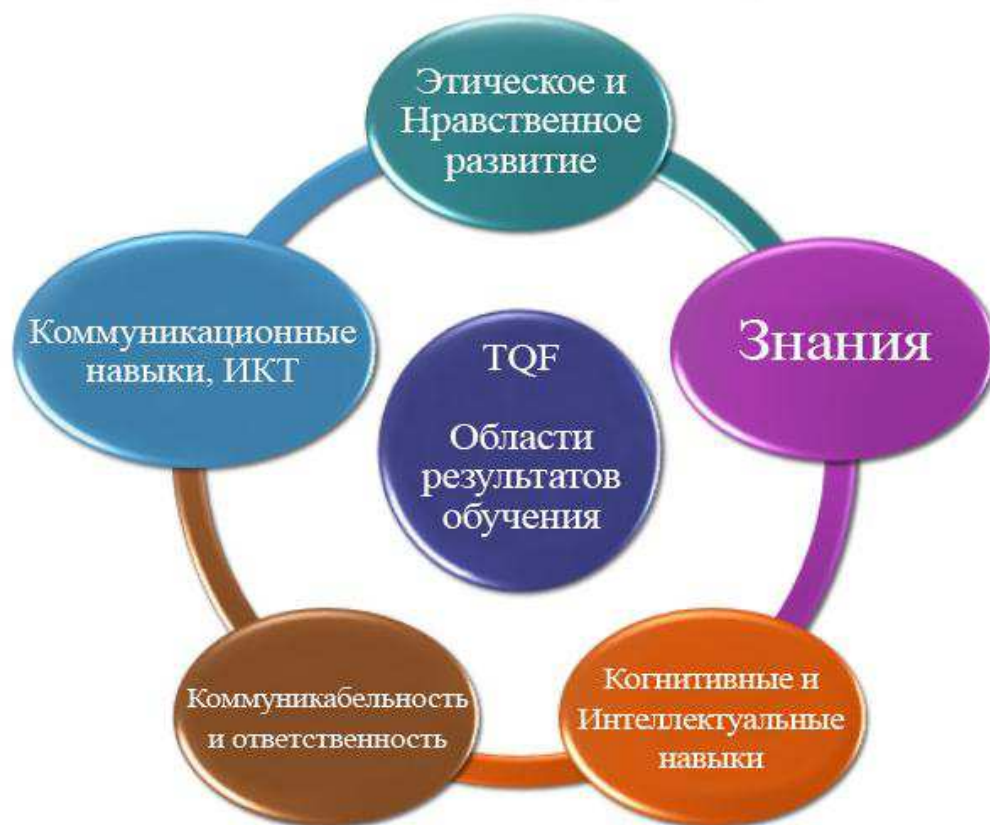 Этическое и
Нравственное
развитие
Знания
Когнитивные и
Интеллектуальные
навыки
Коммуникабельность
и ответственность
Коммуникационные
навыки, ИКТ
TQF
Области
результатов
обучения